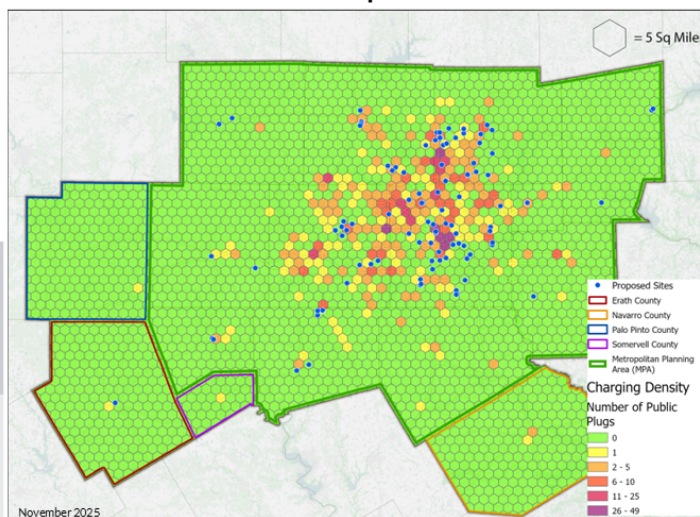 = 5 Sq Mile
Proposed Sites
Erath County
Navarro County
Palo Pinto County
Somervell County
Metropolitan Planning
Area (MPA)
Charging Density
Number of Public
Plugs
0
1
2 - 5
6 - 10
11 - 25
26 - 49
November 2025